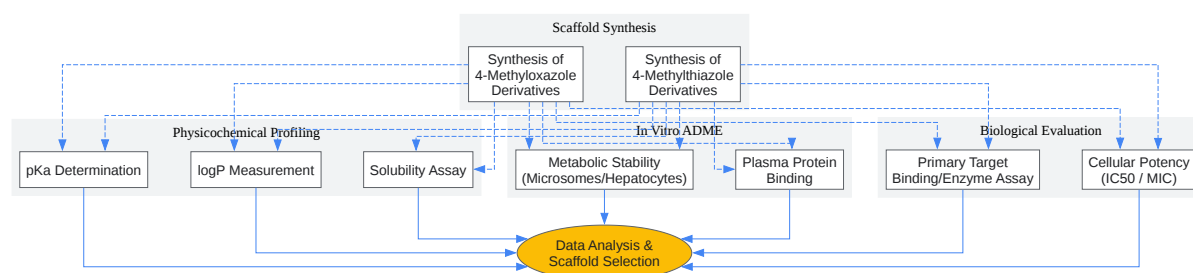 Scaffold Synthesis
Synthesis of
4-Methyloxazole
Derivatives
Synthesis of
4-Methylthiazole
Derivatives
Physicochemical Profiling
In Vitro ADME
Biological Evaluation
pKa Determination
logP Measurement
Solubility Assay
Metabolic Stability
(Microsomes/Hepatocytes)
Plasma Protein
Binding
Primary Target
Binding/Enzyme Assay
Cellular Potency
(IC50 / MIC)
Data Analysis &
Scaffold Selection